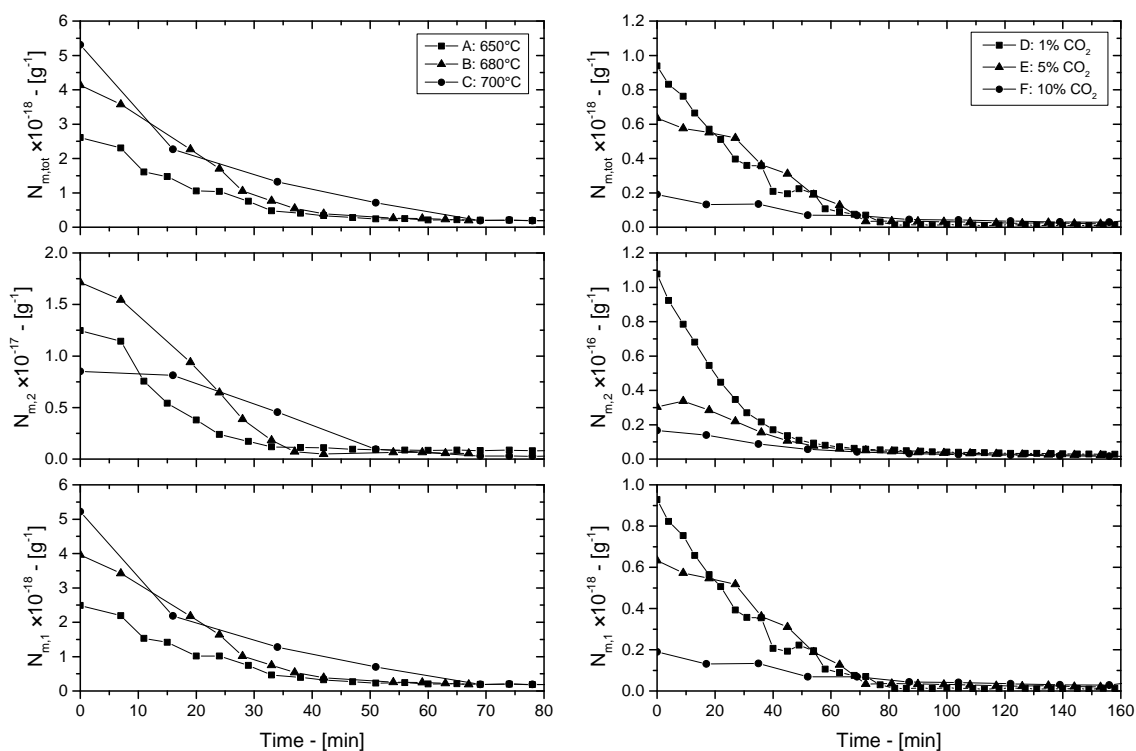 N_m,tot ×10^-18 - [g^-1]
6
5
4
3
2
1
0
A: 650°C
B: 680°C
C: 700°C
N_m,tot ×10^-18 - [g^-1]
1.2
1.0
0.8
0.6
0.4
0.2
0.0
D: 1% CO₂
E: 5% CO₂
F: 10% CO₂
N_m,2 ×10^-17 - [g^-1]
2.0
1.5
1.0
0.5
0.0
N_m,2 ×10^-16 - [g^-1]
1.2
1.0
0.8
0.6
0.4
0.2
0.0
N_m,1 ×10^-18 - [g^-1]
6
5
4
3
2
1
0
0 10 20 30 40 50 60 70 80
Time - [min]
N_m,1 ×10^-18 - [g^-1]
1.0
0.8
0.6
0.4
0.2
0.0
0 20 40 60 80 100 120 140 160
Time - [min]